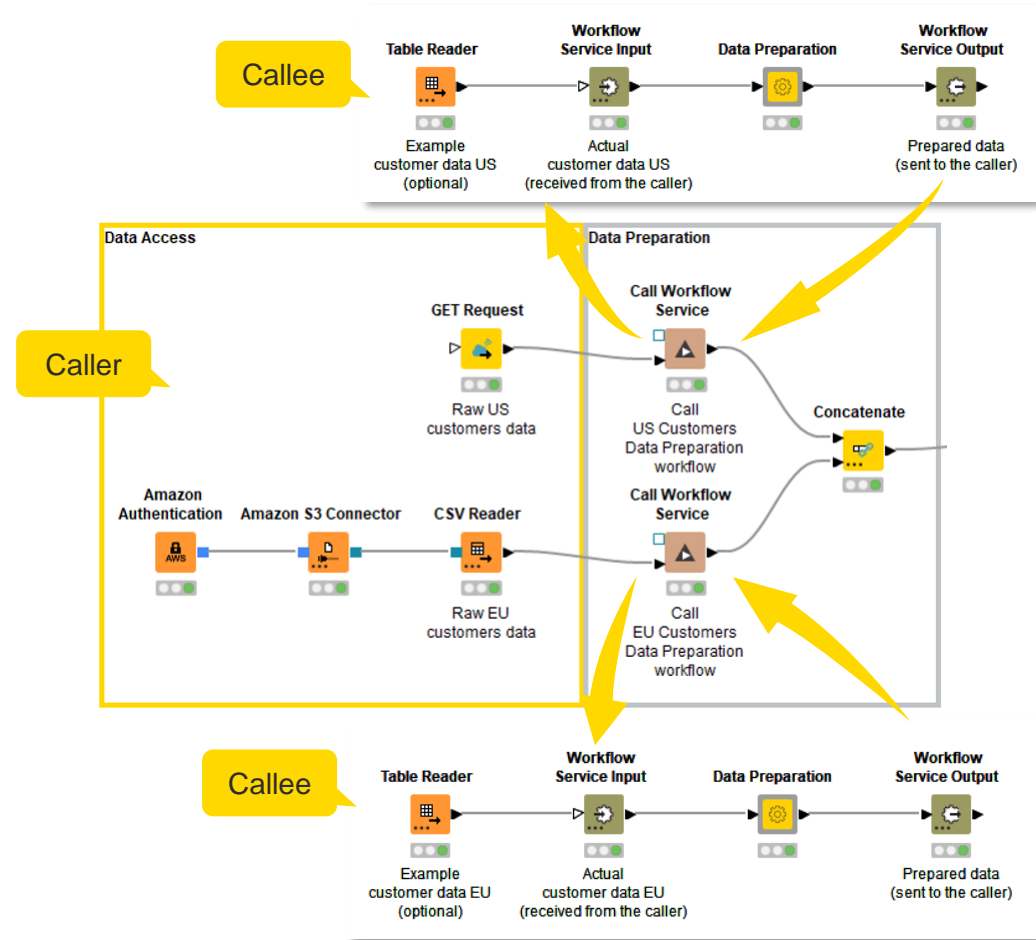 Workflow
Table Reader Service Input Data Preparation Service Output
Workflow
Callee
Example
customer data US
(optional)
Actual
customer data US
(received from the caller)
Prepared data
(sent to the caller)
Data Access
Data Preparation
Caller
GET Request
Raw US
customers data
Call Workflow
Service
Call
US Customers
Data Preparation
workflow
Concatenate
Amazon
Authentication
AWS
Amazon S3 Connector
CSV Reader
Raw EU
customers data
Call Workflow
Service
Call
EU Customers
Data Preparation
workflow
Callee
Table Reader
Example
customer data EU
(optional)
Workflow
Service Input
Actual
customer data EU
(received from the caller)
Data Preparation
Workflow
Service Output
Prepared data
(sent to the caller)